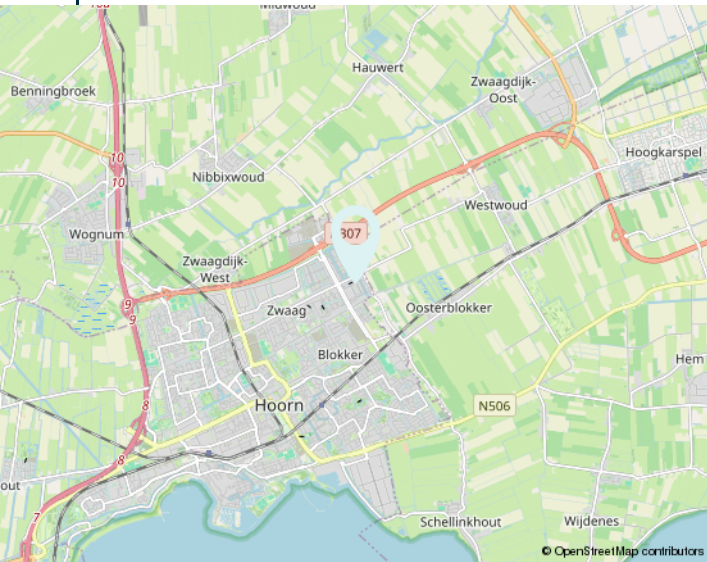 Hauwert
Zwaagdijk-
Oost
Benningbroek
10
10
Hoogkarspel
Nibbixwoud
Westwoud
Wognum
307
Zwaagdijk-
West
9
9
Zwaag
Oosterblokker
Blokker
Hem
8
Hoorn
N506
8
out
7
Schellinkhout
Wijdenes
© OpenStreetMap contributors